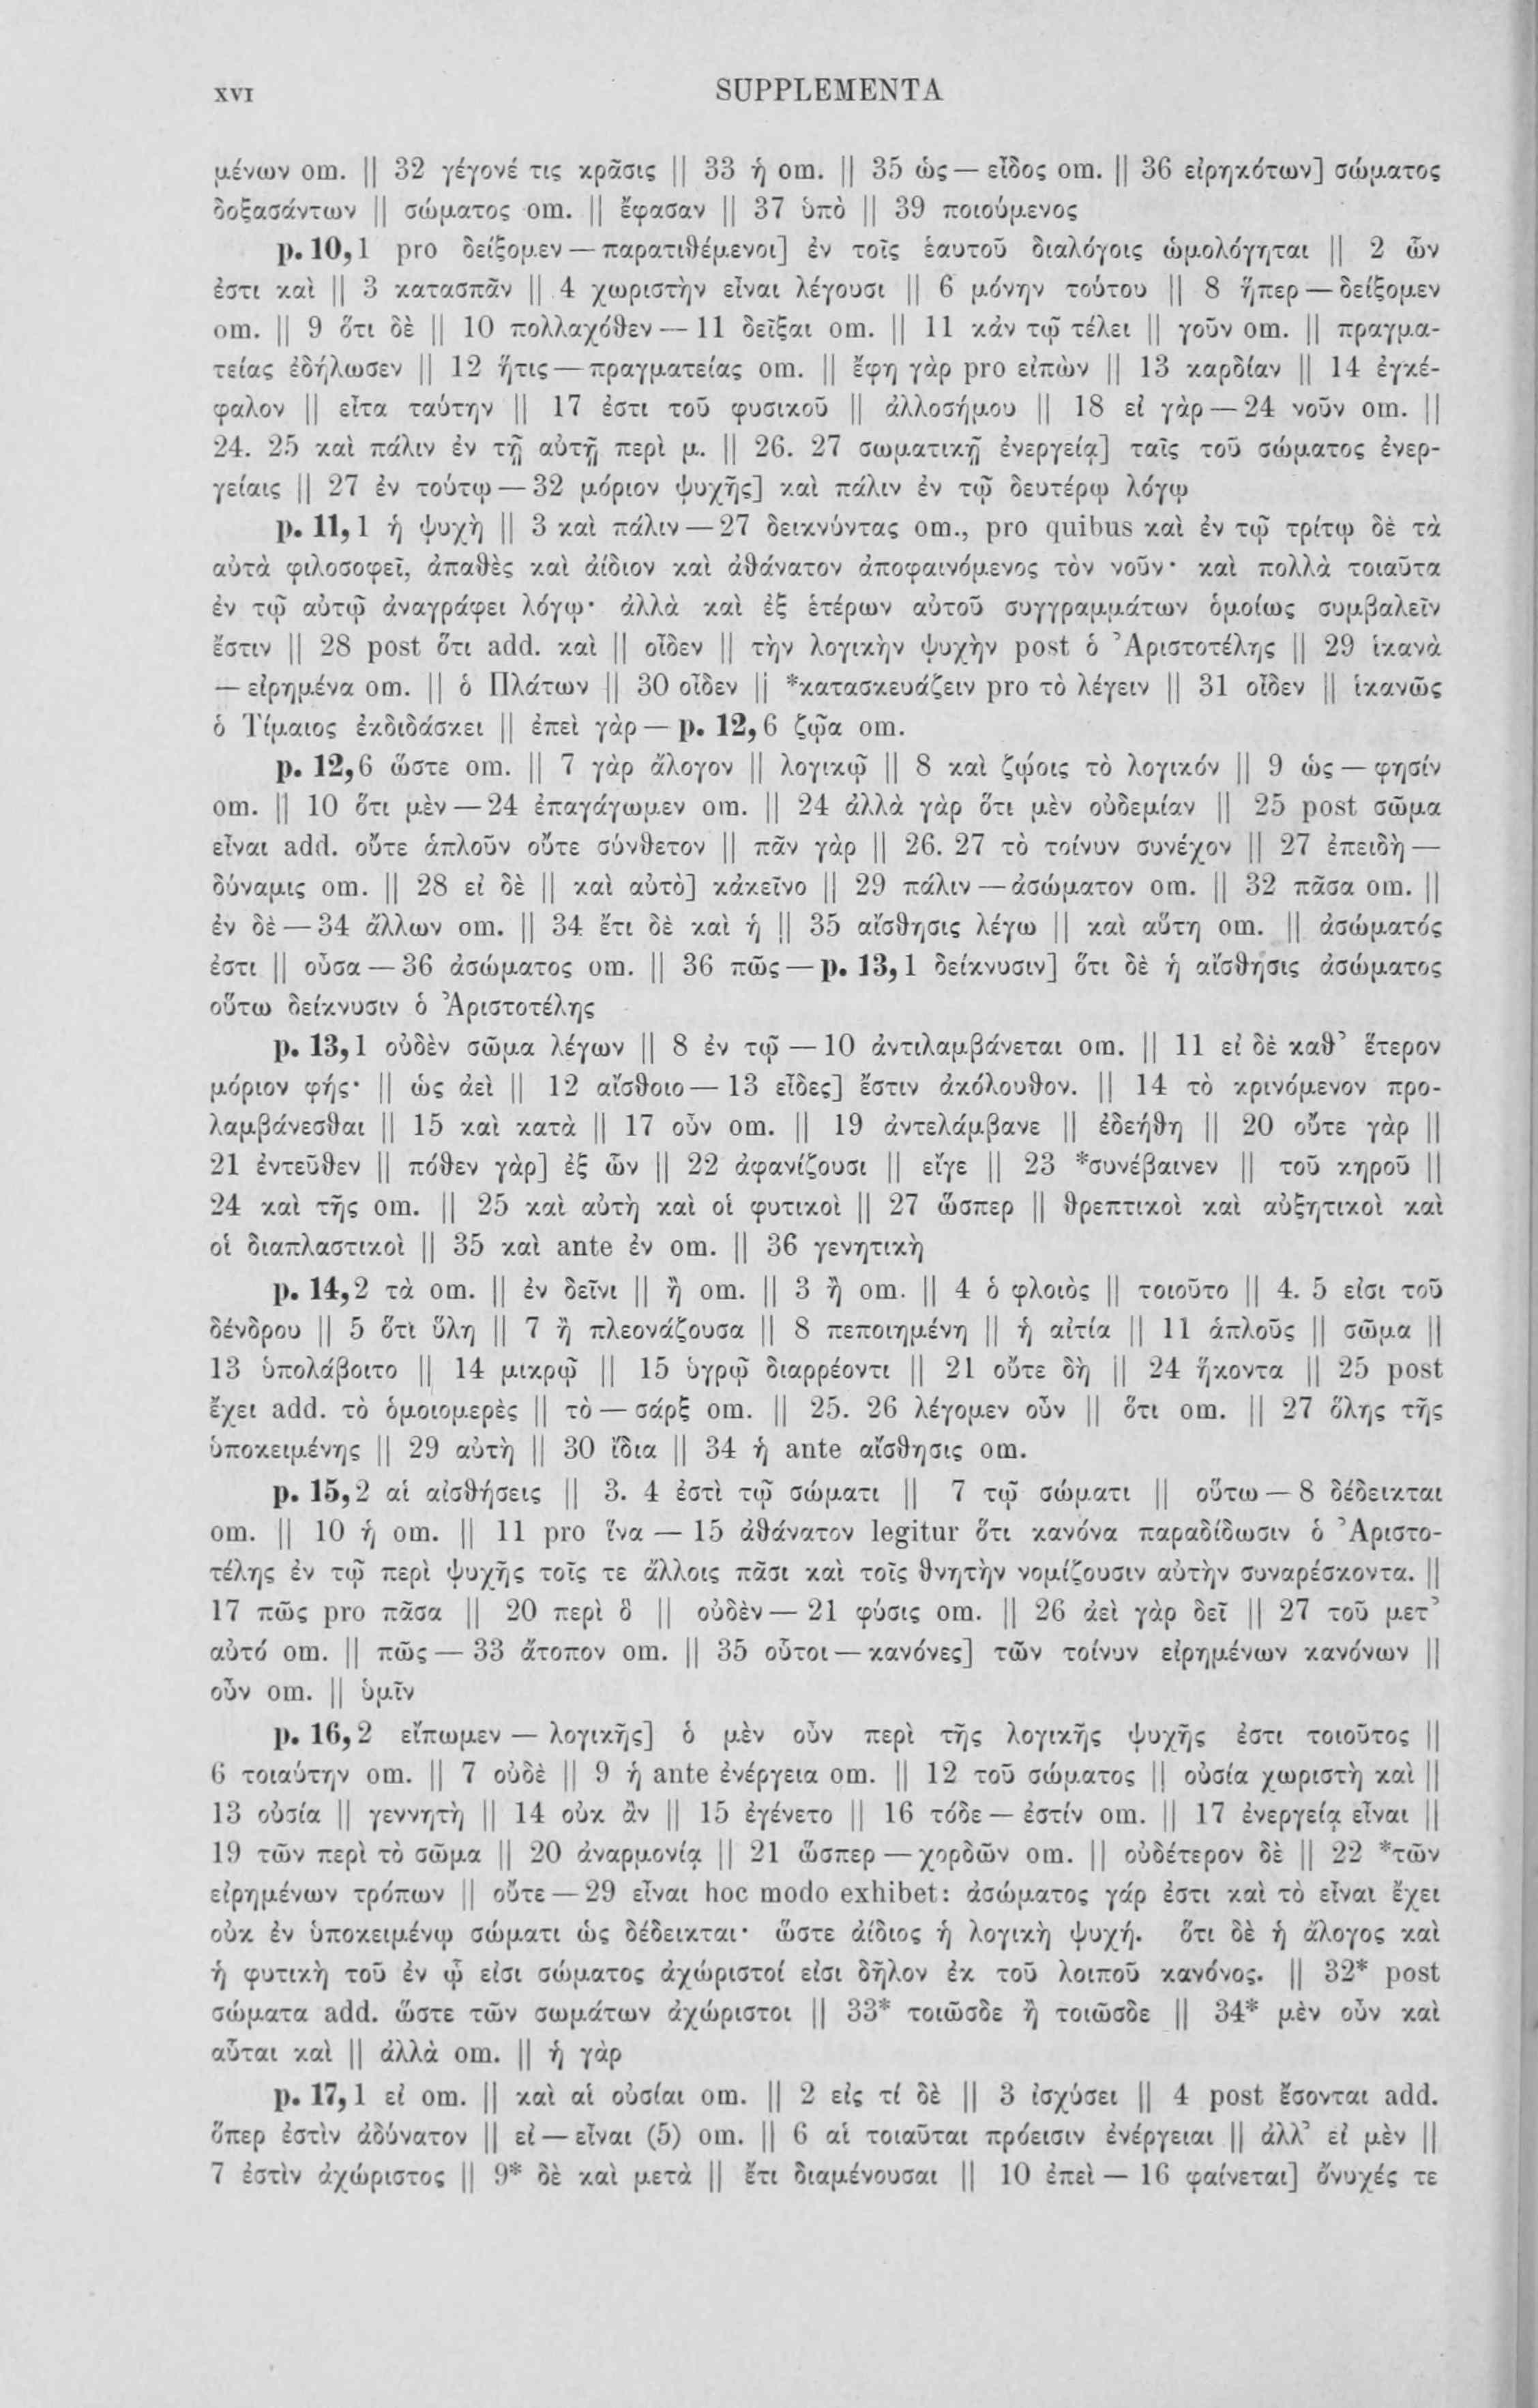 XVI SUPPLEMENTA
μένων om. || 32 γέγονέ τις κρᾶσις || 33 ἡ om. || 35 ὡς — εἶδος om. || 36 εἰρηκότων] σώματος
δοξασάντων || σώματος om. || ἔφασαν || 37 ὑπὸ || 39 ποιούμενος
p. 10,1 pro δείξομεν — παρατιθέμενοι] ἐν τοῖς ἑαυτοῦ διαλόγοις ὡμολόγηται || 2 ὧν
ἐστι καὶ || 3 κατασπᾶν || 4 χωριστὴν εἶναι λέγουσι || 6 μόνην τούτου || 8 ἥπερ — δείξομεν
om. || 9 ὅτι δὲ || 10 πολλαχόθεν — 11 δεῖξαι om. || 11 κἀν τῷ τέλει || γοῦν om. || πραγμα-
τείας ἐδήλωσεν || 12 ἥτις — πραγματείας om. || ἔφη γὰρ pro εἰπὼν || 13 καρδίαν || 14 ἐγκέ-
φαλον || εἶτα ταύτην || 17 ἐστι τοῦ φυσικοῦ || ἀλλοσήμου || 18 εἰ γὰρ — 24 νοῦν om. ||
24. 25 καὶ πάλιν ἐν τῇ αὐτῇ περὶ μ. || 26. 27 σωματικῇ ἐνεργείᾳ] ταῖς τοῦ σώματος ἐνερ-
γείαις || 27 ἐν τούτῳ — 32 μόριον ψυχῆς] καὶ πάλιν ἐν τῷ δευτέρῳ λόγῳ
p. 11,1 ἡ ψυχὴ || 3 καὶ πάλιν — 27 δεικνύντας om., pro quibus καὶ ἐν τῷ τρίτῳ δὲ τὰ
αὐτὰ φιλοσοφεῖ, ἀπαθὲς καὶ ἀίδιον καὶ ἀθάνατον ἀποφαινόμενος τὸν νοῦν· καὶ πολλὰ τοιαῦτα
ἐν τῷ αὐτῷ ἀναγράφει λόγῳ· ἀλλὰ καὶ ἐξ ἑτέρων αὐτοῦ συγγραμμάτων ὁμοίως συμβαλεῖν
ἔστιν || 28 post ὅτι add. καὶ || οἶδεν || τὴν λογικὴν ψυχὴν post ὁ Ἀριστοτέλης || 29 ἱκανὰ
— εἰρημένα om. || ὁ Πλάτων || 30 οἶδεν || *κατασκευάζειν pro τὸ λέγειν || 31 οἶδεν || ἱκανῶς
ὁ Τίμαιος ἐκδιδάσκει || ἐπεὶ γὰρ — p. 12,6 ζῷα om.
p. 12,6 ὥστε om. || 7 γὰρ ἄλογον || λογικῷ || 8 καὶ ζῴοις τὸ λογικόν || 9 ὡς — φησίν
om. || 10 ὅτι μὲν — 24 ἐπαγάγωμεν om. || 24 ἀλλὰ γὰρ ὅτι μὲν οὐδεμίαν || 25 post σῶμα
εἶναι add. οὔτε ἁπλοῦν οὔτε σύνθετον || πᾶν γὰρ || 26. 27 τὸ τοίνυν συνέχον || 27 ἐπειδὴ —
δύναμις om. || 28 εἰ δὲ || καὶ αὐτὸ] κἀκεῖνο || 29 πάλιν — ἀσώματον om. || 32 πᾶσα om. ||
ἐν δὲ — 34 ἄλλων om. || 34 ἔτι δὲ καὶ ἡ || 35 αἴσθησις λέγω || καὶ αὕτη om. || ἀσώματός
ἐστι || οὖσα — 36 ἀσώματος om. || 36 πῶς — p. 13,1 δείκνυσιν] ὅτι δὲ ἡ αἴσθησις ἀσώματος
οὕτω δείκνυσιν ὁ Ἀριστοτέλης
p. 13,1 οὐδὲν σῶμα λέγων || 8 ἐν τῷ — 10 ἀντιλαμβάνεται om. || 11 εἰ δὲ καθ’ ἕτερον
μόριον φῄς· || ὡς ἀεὶ || 12 αἴσθοιο — 13 εἶδες] ἔστιν ἀκόλουθον. || 14 τὸ κρινόμενον προ-
λαμβάνεσθαι || 15 καὶ κατὰ || 17 οὖν om. || 19 ἀντελάμβανε || ἐδεήθη || 20 οὔτε γὰρ ||
21 ἐντεῦθεν || πόθεν γὰρ] ἐξ ὧν || 22 ἀφανίζουσι || εἴγε || 23 *συνέβαινεν || τοῦ κηροῦ ||
24 καὶ τῆς om. || 25 καὶ αὐτὴ καὶ οἱ φυτικοὶ || 27 ὥσπερ || θρεπτικοὶ καὶ αὐξητικοὶ καὶ
οἱ διαπλαστικοὶ || 35 καὶ ante ἐν om. || 36 γενητικὴ
p. 14,2 τὰ om. || ἐν δεῖνι || ἢ om. || 3 ἢ om. || 4 ὁ φλοιὸς || τοιοῦτο || 4. 5 εἰσι τοῦ
δένδρου || 5 ὅτι ὕλη || 7 ἢ πλεονάζουσα || 8 πεποιημένη || ἡ αἰτία || 11 ἁπλοῦς || σῶμα ||
13 ὑπολάβοιτο || 14 μικρῷ || 15 ὑγρῷ διαρρέοντι || 21 οὔτε δὴ || 24 ἥκοντα || 25 post
ἔχει add. τὸ ὁμοιομερὲς || τὸ — σάρξ om. || 25. 26 λέγομεν οὖν || ὅτι om. || 27 ὅλης τῆς
ὑποκειμένης || 29 αὐτὴ || 30 ἴδια || 34 ἡ ante αἴσθησις om.
p. 15,2 αἱ αἰσθήσεις || 3. 4 ἐστὶ τῷ σώματι || 7 τῷ σώματι || οὕτω — 8 δέδεικται
om. || 10 ἡ om. || 11 pro ἵνα — 15 ἀθάνατον legitur ὅτι κανόνα παραδίδωσιν ὁ Ἀριστο-
τέλης ἐν τῷ περὶ ψυχῆς τοῖς τε ἄλλοις πᾶσι καὶ τοῖς θνητὴν νομίζουσιν αὐτὴν συναρέσκοντα. ||
17 πῶς pro πᾶσα || 20 περὶ ὃ || οὐδὲν — 21 φύσις om. || 26 ἀεὶ γὰρ δεῖ || 27 τοῦ μετ’
αὐτό om. || πῶς — 33 ἄτοπον om. || 35 οὗτοι — κανόνες] τῶν τοίνυν εἰρημένων κανόνων ||
οὖν om. || ὑμῖν
p. 16,2 εἴπωμεν — λογικῆς] ὁ μὲν οὖν περὶ τῆς λογικῆς ψυχῆς ἐστι τοιοῦτος ||
6 τοιαύτην om. || 7 οὐδὲ || 9 ἡ ante ἐνέργεια om. || 12 τοῦ σώματος || οὐσία χωριστὴ καὶ ||
13 οὐσία || γεννητὴ || 14 οὐκ ἂν || 15 ἐγένετο || 16 τόδε — ἐστίν om. || 17 ἐνεργείᾳ εἶναι ||
19 τῶν περὶ τὸ σῶμα || 20 ἀναρμονίᾳ || 21 ὥσπερ — χορδῶν om. || οὐδέτερον δὲ || 22 *τῶν
εἰρημένων τρόπων || οὔτε — 29 εἶναι hoc modo exhibet: ἀσώματος γάρ ἐστι καὶ τὸ εἶναι ἔχει
οὐκ ἐν ὑποκειμένῳ σώματι ὡς δέδεικται· ὥστε ἀίδιος ἡ λογικὴ ψυχή. ὅτι δὲ ἡ ἄλογος καὶ
ἡ φυτικὴ τοῦ ἐν ᾧ εἰσι σώματος ἀχώριστοί εἰσι δῆλον ἐκ τοῦ λοιποῦ κανόνος. || 32* post
σώματα add. ὥστε τῶν σωμάτων ἀχώριστοι || 33* τοιῶσδε ἢ τοιῶσδε || 34* μὲν οὖν καὶ
αὗται καὶ || ἀλλὰ om. || ἡ γὰρ
p. 17,1 εἰ om. || καὶ αἱ οὐσίαι om. || 2 εἰς τί δὲ || 3 ἰσχύσει || 4 post ἔσονται add.
ὅπερ ἐστὶν ἀδύνατον || εἰ — εἶναι (5) om. || 6 αἱ τοιαῦται πρόεισιν ἐνέργειαι || ἀλλ’ εἰ μὲν ||
7 ἐστὶν ἀχώριστος || 9* δὲ καὶ μετὰ || ἔτι διαμένουσαι || 10 ἐπεὶ — 16 φαίνεται] ὄνυχές τε